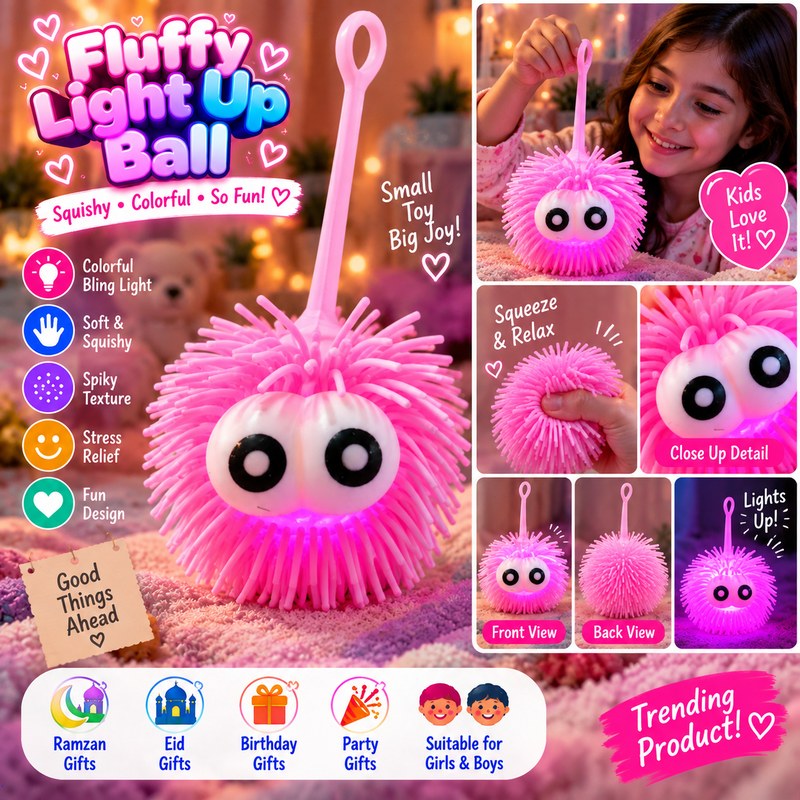 Fluffy
Light Up
Ball
Squishy • Colorful • So Fun!
Colorful
Bling Light
Soft &
Squishy
Spiky
Texture
Stress
Relief
Fun
Design
Good
Things
Ahead
Small
Toy
Big Joy!
Kids
Love
It!
Squeeze
& Relax
Close Up Detail
Front View
Back View
Lights
Up!
Ramzan
Gifts
Eid
Gifts
Birthday
Gifts
Party
Gifts
Suitable for
Girls & Boys
Trending
Product!